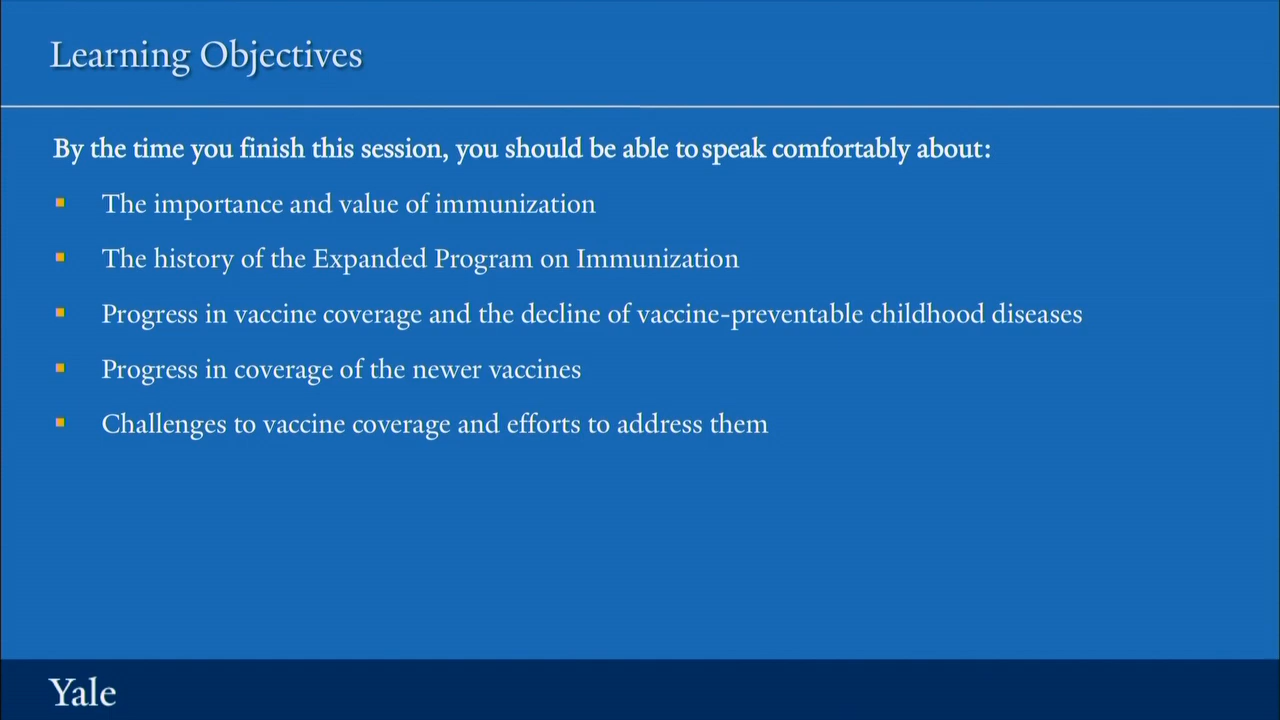 Learning Objectives
By the time you finish this session, you should be able to speak comfortably about:
The importance and value of immunization
The history of the Expanded Program on Immunization
Progress in vaccine coverage and the decline of vaccine-preventable childhood diseases
Progress in coverage of the newer vaccines
Challenges to vaccine coverage and efforts to address them
Yale